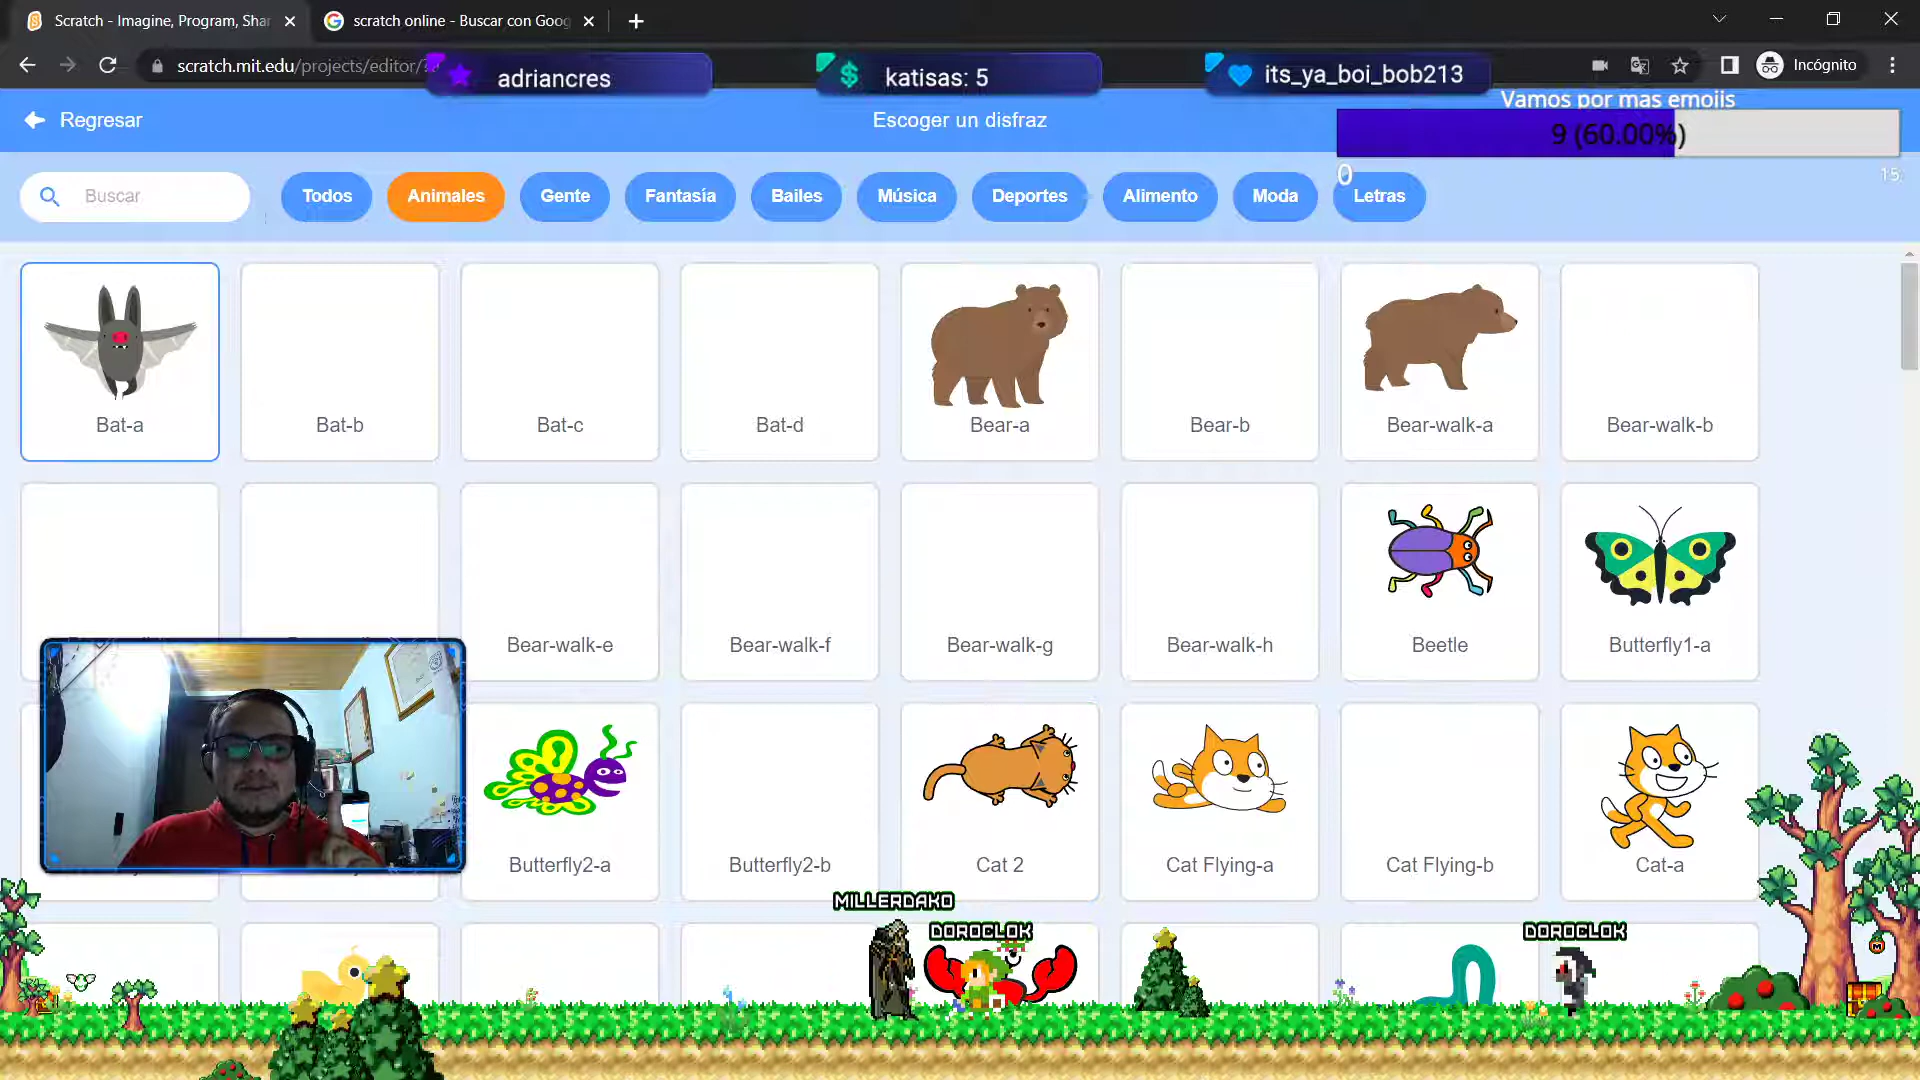 Scratch - Imagine, Program, Shar
scratch online - Buscar con Goog
scratch.mit.edu/projects/editor/?
Incógnito
adriancres
katisas: 5
its_ya_boi_bob213
Regresar
Escoger un disfraz
Vamos por mas emojis
9 (60.00%)
0
15
Buscar
Todos
Animales
Gente
Fantasía
Bailes
Música
Deportes
Alimento
Moda
Letras
Bat-a
Bat-b
Bat-c
Bat-d
Bear-a
Bear-b
Bear-walk-a
Bear-walk-b
Bear-walk-e
Bear-walk-f
Bear-walk-g
Bear-walk-h
Beetle
Butterfly1-a
Butterfly2-a
Butterfly2-b
Cat 2
Cat Flying-a
Cat Flying-b
Cat-a
MILLERDAKO
DOROCLOK
DOROCLOK